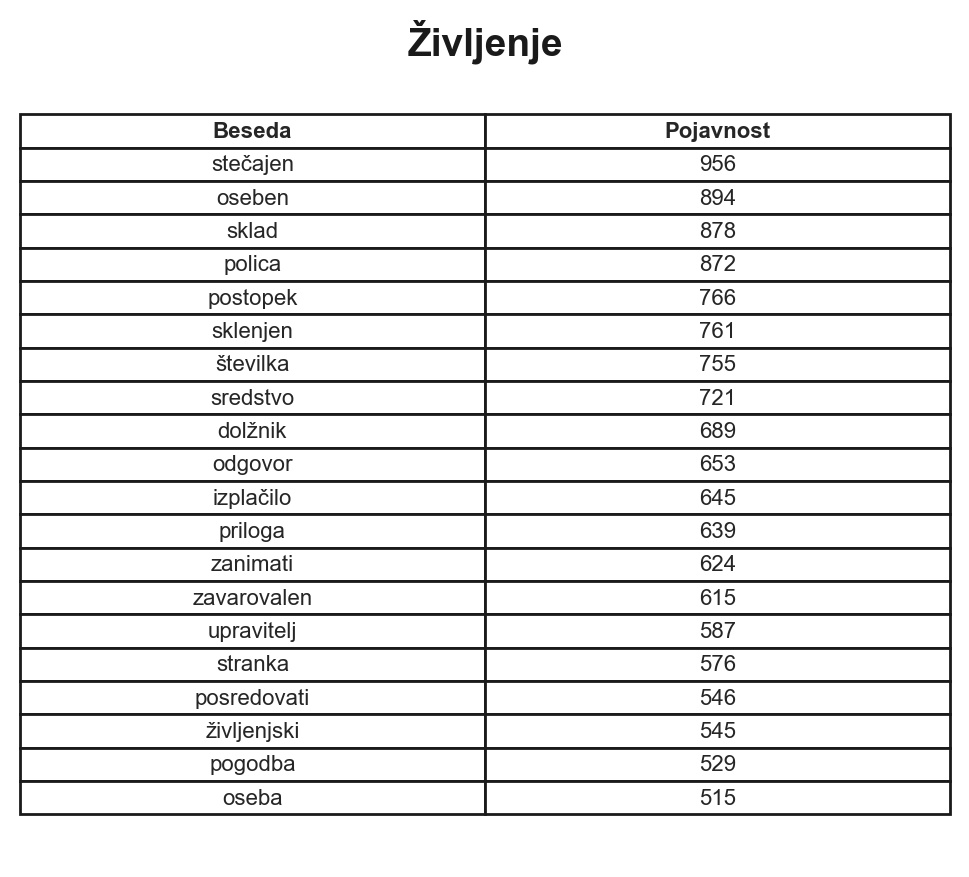 Življenje
Beseda Pojavnost
stečajen 956
oseben 894
sklad 878
polica 872
postopek 766
sklenjen 761
številka 755
sredstvo 721
dolžnik 689
odgovor 653
izplačilo 645
priloga 639
zanimati 624
zavarovalen 615
upravitelj 587
stranka 576
posredovati 546
življenjski 545
pogodba 529
oseba 515